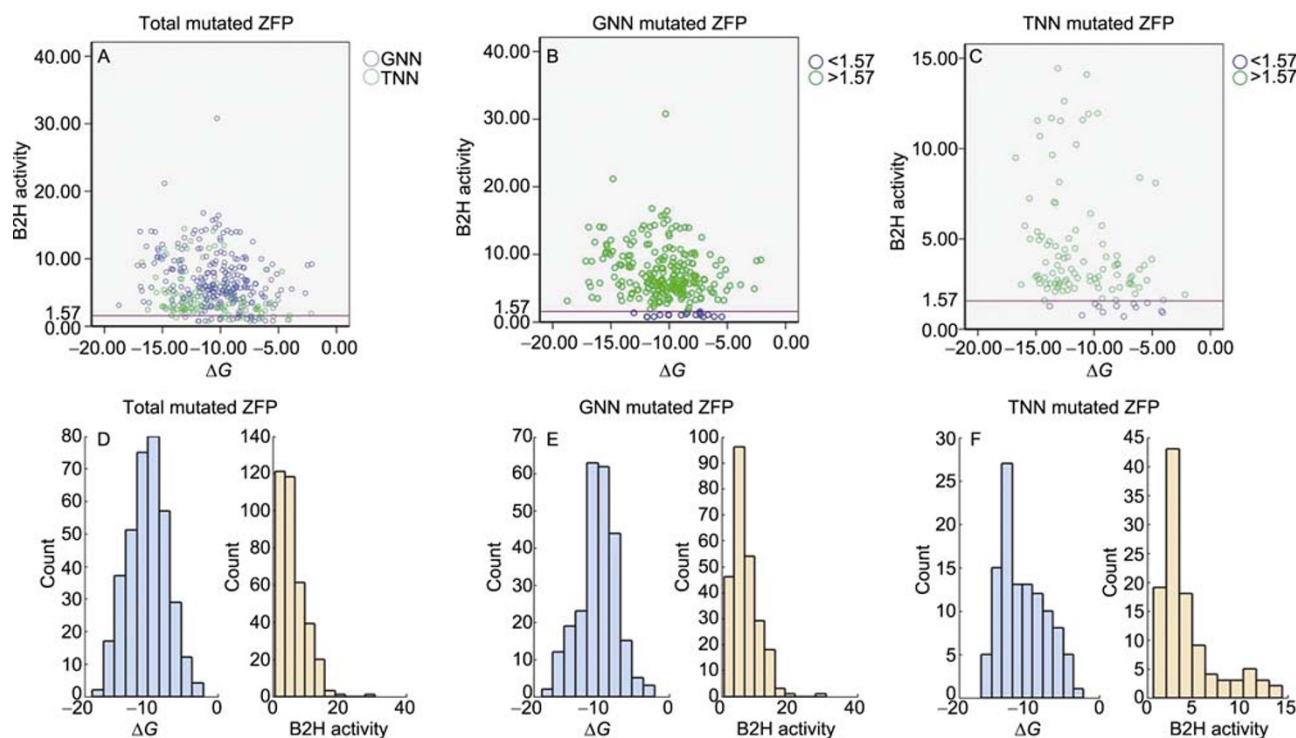 Total mutated ZFP
GNN mutated ZFP
TNN mutated ZFP
A
40.00
30.00
20.00
10.00
1.57
0.00
B2H activity
−20.00 −15.00 −10.00 −5.00 0.00
ΔG
GNN
TNN
B
40.00
30.00
20.00
10.00
1.57
0.00
B2H activity
−20.00 −15.00 −10.00 −5.00 0.00
ΔG
<1.57
>1.57
C
15.00
10.00
5.00
1.57
0.00
B2H activity
−20.00 −15.00 −10.00 −5.00 0.00
ΔG
<1.57
>1.57
Total mutated ZFP
GNN mutated ZFP
TNN mutated ZFP
D
80
70
60
50
40
30
20
10
0
Count
−20 −10 0
ΔG
140
120
100
80
60
40
20
0
Count
0 20 40
B2H activity
E
70
60
50
40
30
20
10
0
Count
−20 −10 0
ΔG
100
90
80
70
60
50
40
30
20
10
0
Count
0 20 40
B2H activity
F
30
25
20
15
10
5
0
Count
−20 −10 0
ΔG
45
40
35
30
25
20
15
10
5
0
Count
0 5 10 15
B2H activity